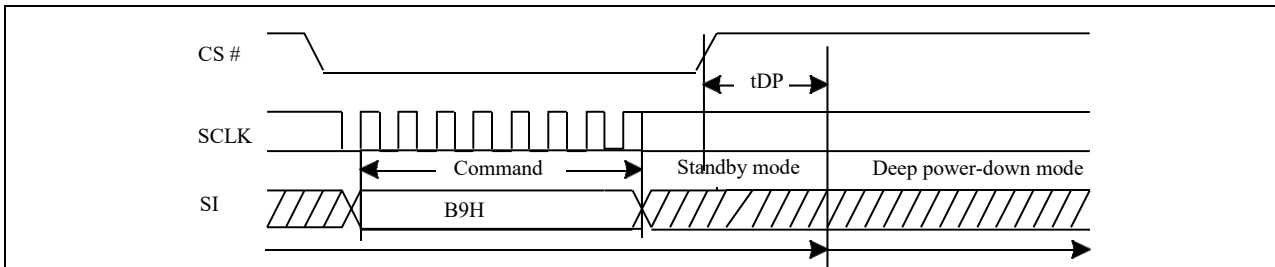 CS #
tDP
SCLK
Command
Standby mode
Deep power-down mode
SI
B9H